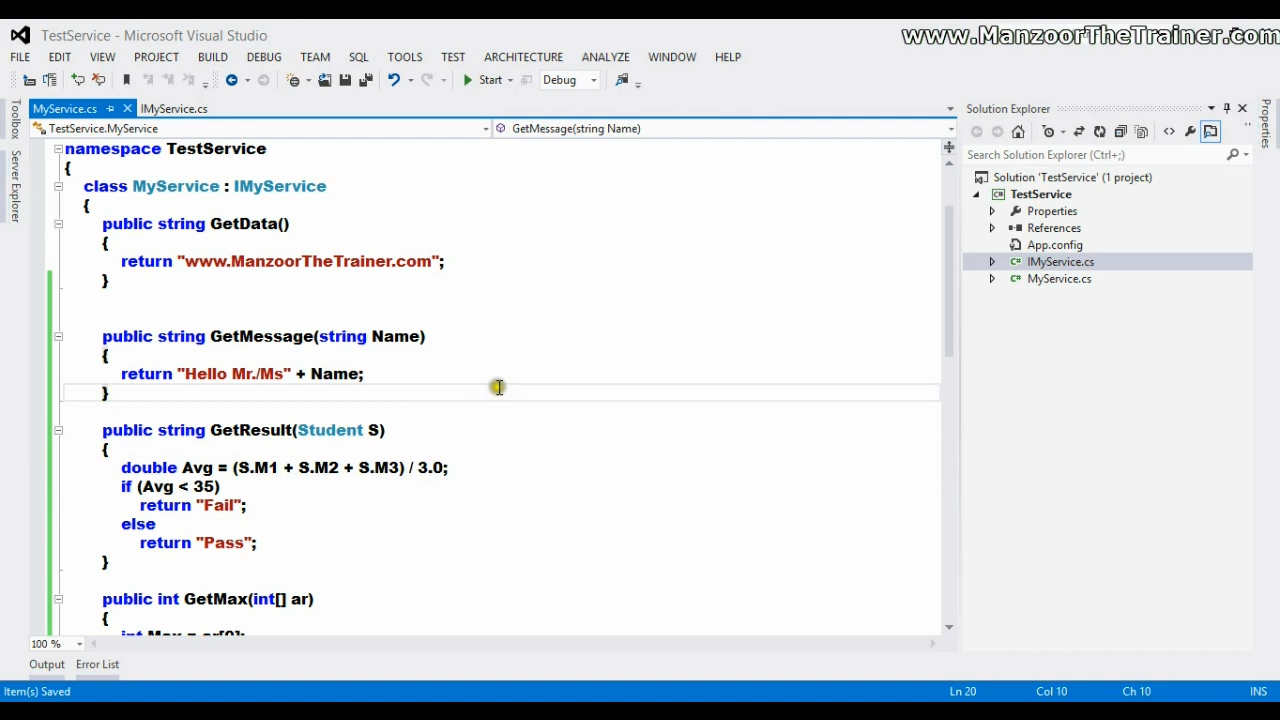 TestService - Microsoft Visual Studio
www.ManzoorTheTrainer.com
FILE EDIT VIEW PROJECT BUILD DEBUG TEAM SQL TOOLS TEST ARCHITECTURE ANALYZE WINDOW HELP
Start Debug
MyService.cs IMyService.cs
TestService.MyService GetMessage(string Name)
Toolbox
Server Explorer
namespace TestService
{
class MyService : IMyService
{
public string GetData()
{
return "www.ManzoorTheTrainer.com";
}
public string GetMessage(string Name)
{
return "Hello Mr./Ms" + Name;
}
public string GetResult(Student S)
{
double Avg = (S.M1 + S.M2 + S.M3) / 3.0;
if (Avg < 35)
return "Fail";
else
return "Pass";
}
public int GetMax(int[] ar)
{
int Max = ar[0];
100 %
Solution Explorer
Search Solution Explorer (Ctrl+;)
Solution 'TestService' (1 project)
TestService
Properties
References
App.config
IMyService.cs
MyService.cs
Properties
Output Error List
Item(s) Saved Ln 20 Col 10 Ch 10 INS